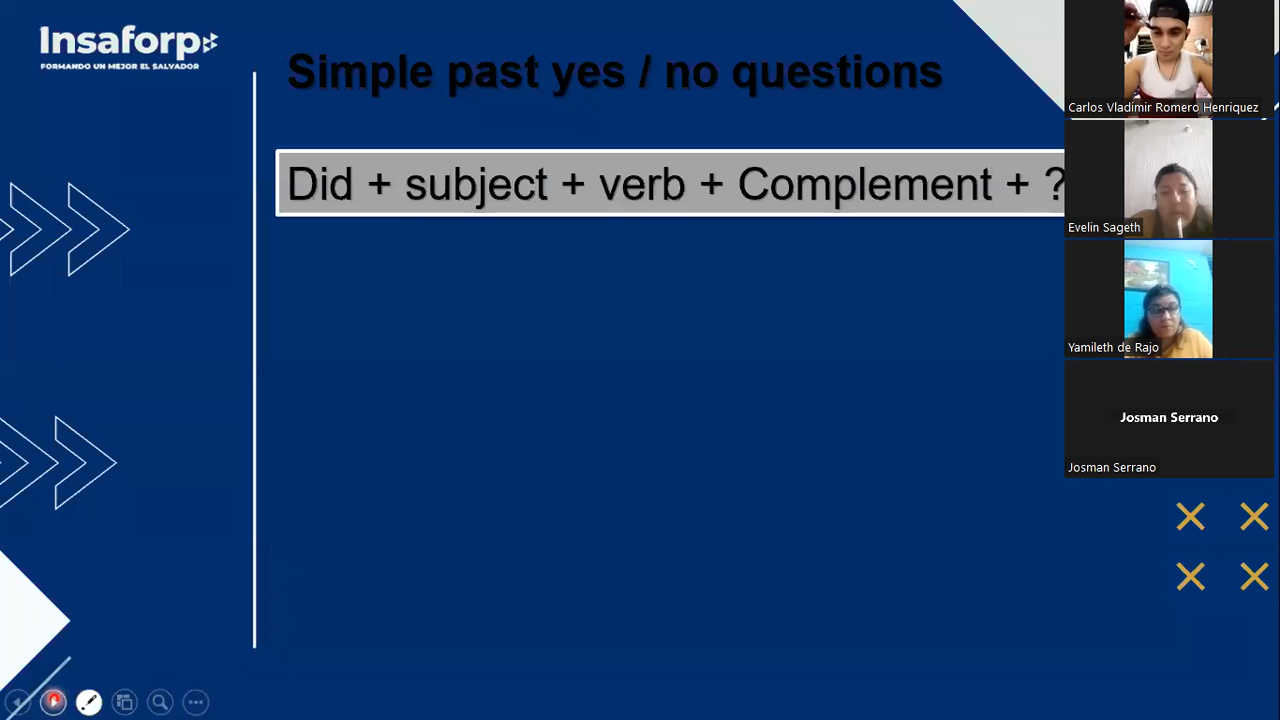 Insaforp
FORMANDO UN MEJOR EL SALVADOR
Simple past yes / no questions
Did + subject + verb + Complement + ?
Carlos Vladimir Romero Henriquez
Evelin Sageth
Yamileth de Rajo
Josman Serrano
Josman Serrano